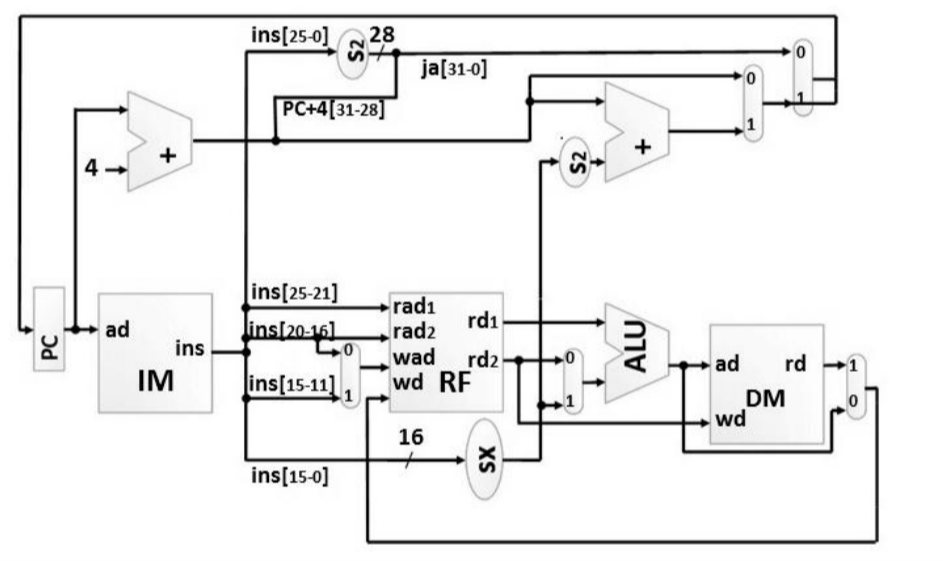 ins[25-0]
S2
28
0
ja[31-0]
0
PC+4[31-28]
1
4
+
1
S2
+
ins[25-21]
rad1
ins[20-16]
rad2
rd1
PC
ad
ins
IM
0
wad
rd2
0
ALU
ad
rd
1
ins[15-11]
1
wd
RF
1
DM
0
wd
16
SX
ins[15-0]